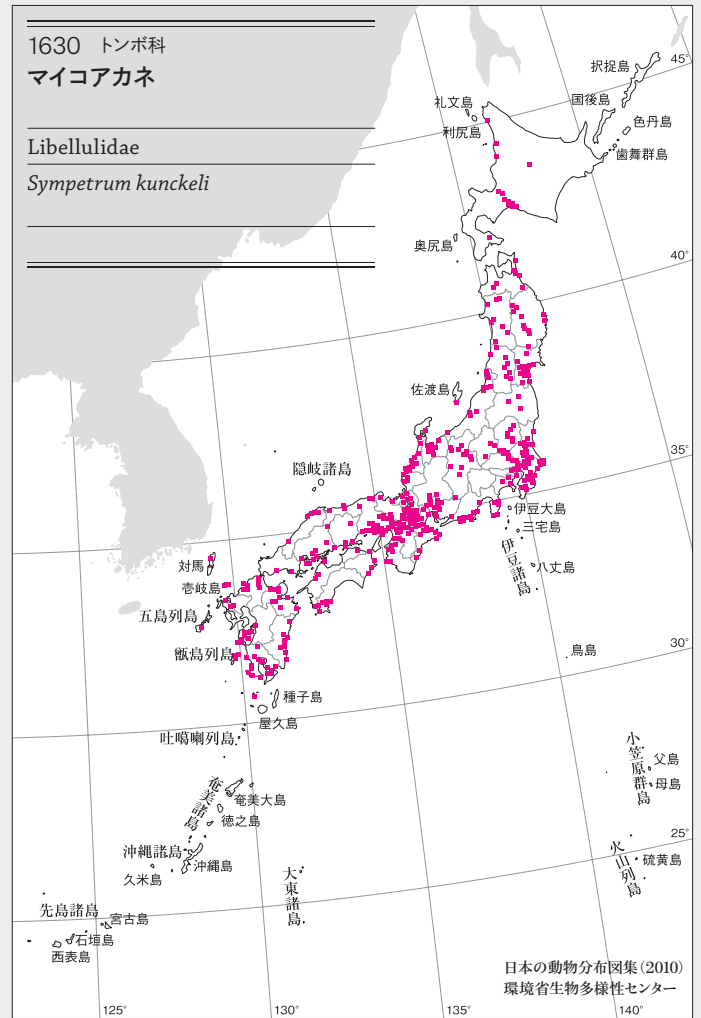 1630 トンボ科
マイコアカネ
Libellulidae
Sympetrum kunckeli
45°
択捉島
国後島
礼文島
利尻島
色丹島
歯舞群島
奥尻島
40°
佐渡島
35°
隠岐諸島
伊豆大島
三宅島
伊豆諸島
八丈島
対馬
壱岐島
五島列島
甑島列島
鳥島
30°
種子島
屋久島
吐噶喇列島
小笠原群島
父島
母島
奄美諸島
奄美大島
徳之島
25°
火山列島
硫黄島
沖縄諸島
沖縄島
久米島
大東諸島
先島諸島
宮古島
石垣島
西表島
日本の動物分布図集(2010)
環境省生物多様性センター
125°
130°
135°
140°